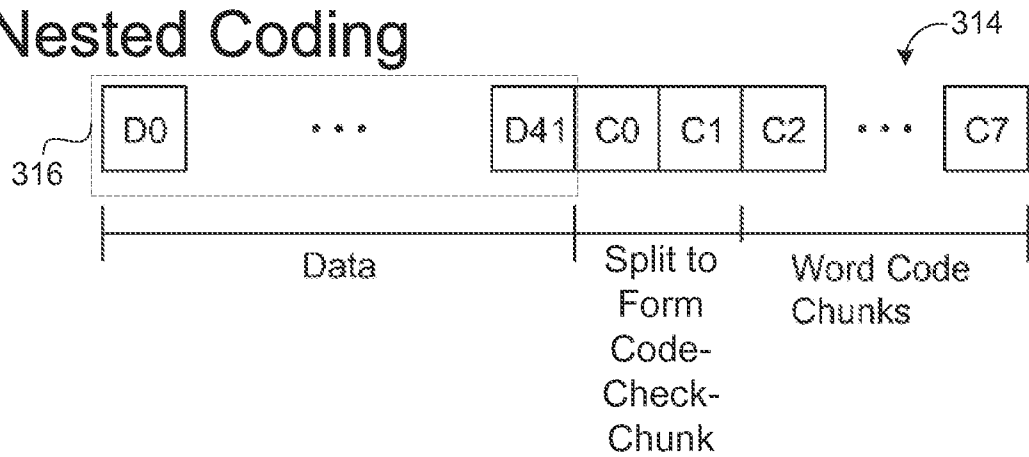 Nested Coding
314
D0 ... D41 C0 C1 C2 ... C7
316
Data
Split to
Form
Code-
Check-
Chunk
Word Code
Chunks